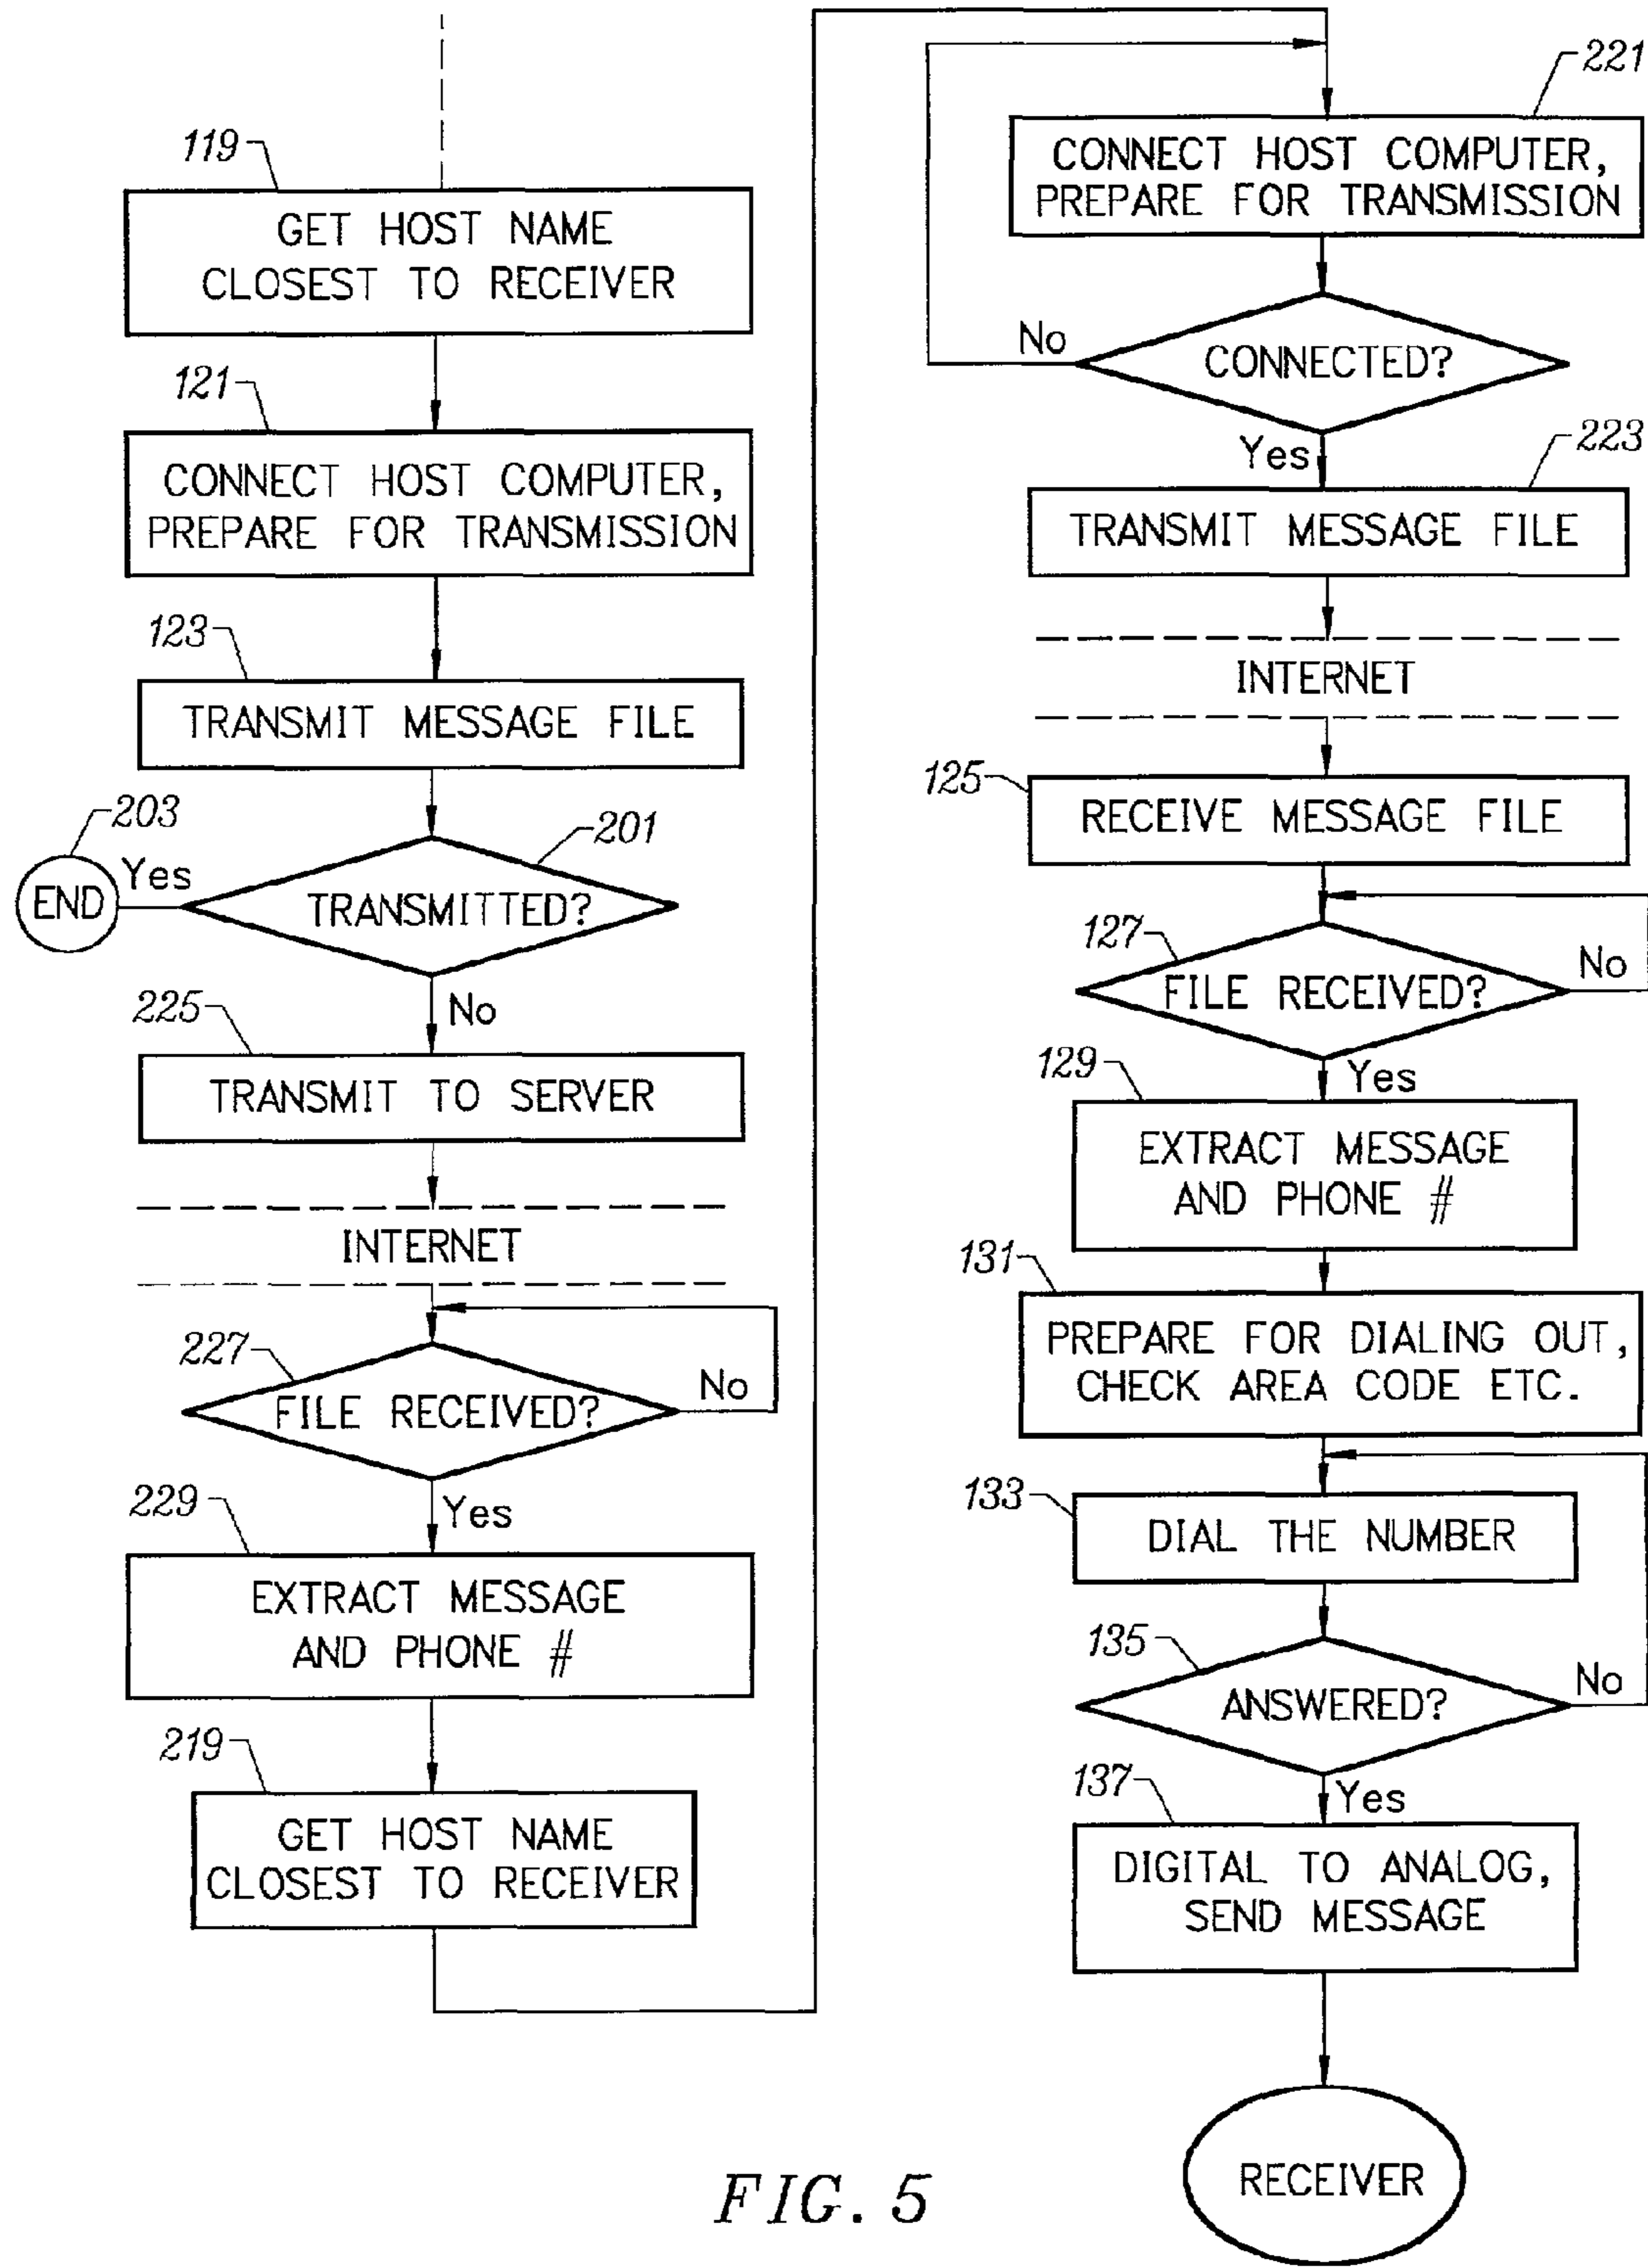 119
GET HOST NAME
CLOSEST TO RECEIVER
121
CONNECT HOST COMPUTER,
PREPARE FOR TRANSMISSION
123
TRANSMIT MESSAGE FILE
203
201
END
Yes
TRANSMITTED?
No
225
TRANSMIT TO SERVER
INTERNET
227
No
FILE RECEIVED?
Yes
229
EXTRACT MESSAGE
AND PHONE #
219
GET HOST NAME
CLOSEST TO RECEIVER
221
CONNECT HOST COMPUTER,
PREPARE FOR TRANSMISSION
No
CONNECTED?
Yes
223
TRANSMIT MESSAGE FILE
INTERNET
125
RECEIVE MESSAGE FILE
127
No
FILE RECEIVED?
Yes
129
EXTRACT MESSAGE
AND PHONE #
131
PREPARE FOR DIALING OUT,
CHECK AREA CODE ETC.
133
DIAL THE NUMBER
135
No
ANSWERED?
Yes
137
DIGITAL TO ANALOG,
SEND MESSAGE
RECEIVER
FIG. 5